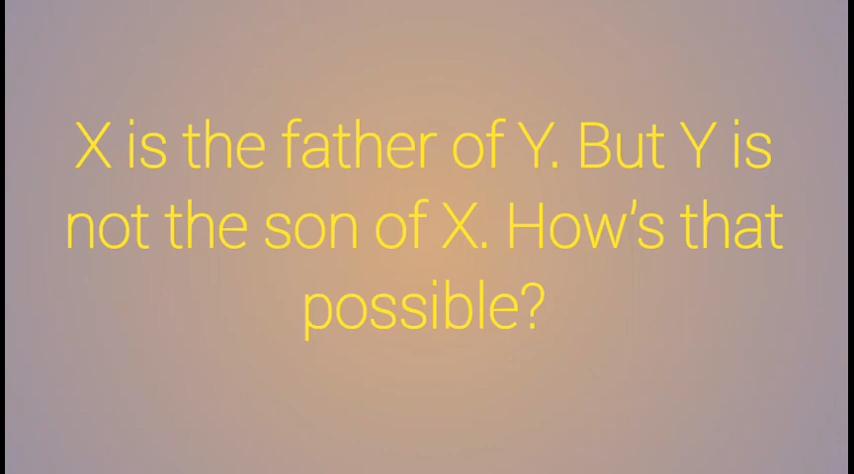 X is the father of Y. But Y is
not the son of X. How's that
possible?